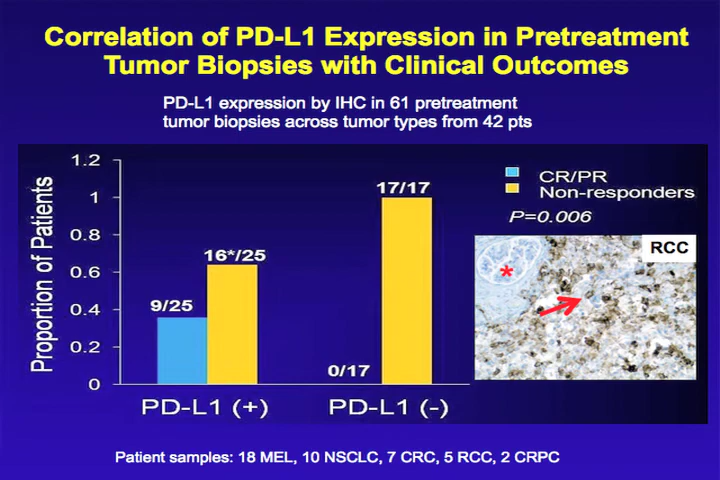 Correlation of PD-L1 Expression in Pretreatment
Tumor Biopsies with Clinical Outcomes
PD-L1 expression by IHC in 61 pretreatment
tumor biopsies across tumor types from 42 pts
Proportion of Patients
1.2
1
0.8
0.6
0.4
0.2
0
9/25
16*/25
0/17
17/17
PD-L1 (+)
PD-L1 (-)
CR/PR
Non-responders
P=0.006
RCC
*
Patient samples: 18 MEL, 10 NSCLC, 7 CRC, 5 RCC, 2 CRPC